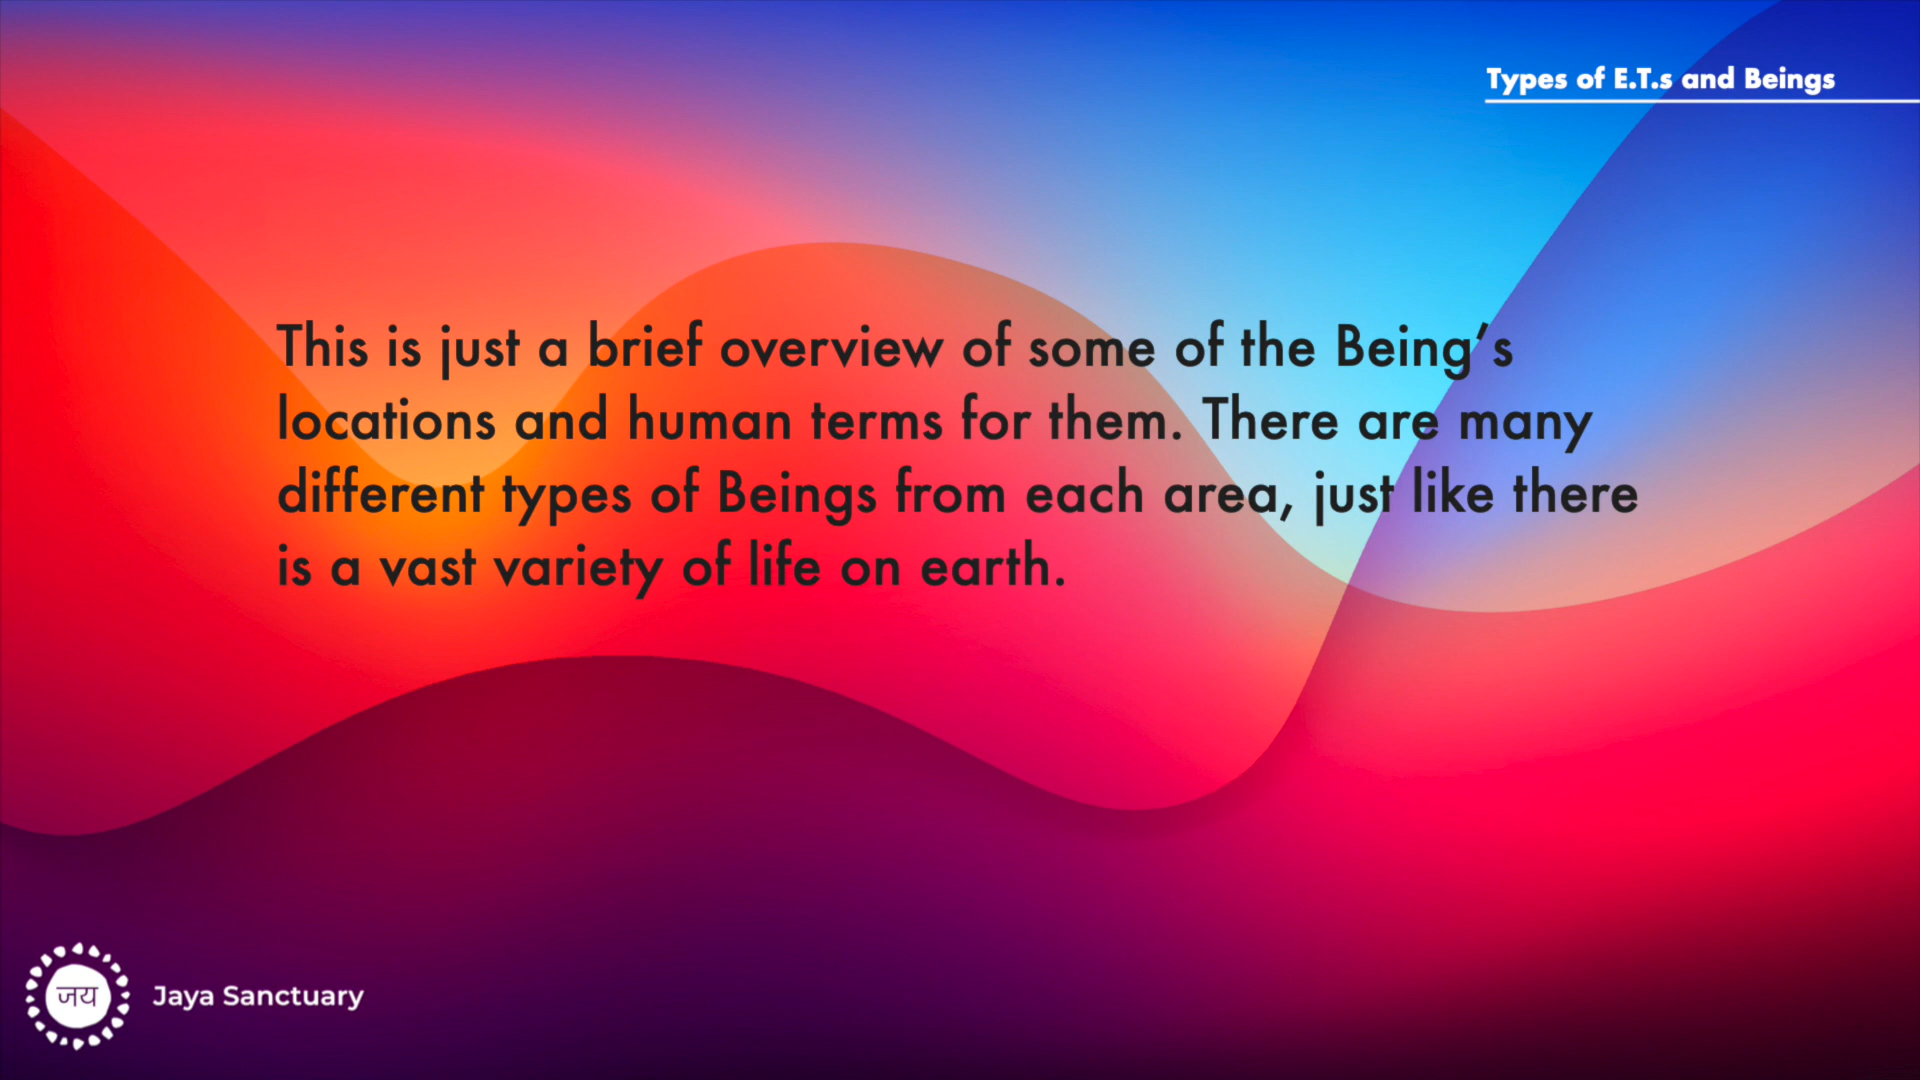 Types of E.T.s and Beings
This is just a brief overview of some of the Being’s
locations and human terms for them. There are many
different types of Beings from each area, just like there
is a vast variety of life on earth.
जय
Jaya Sanctuary